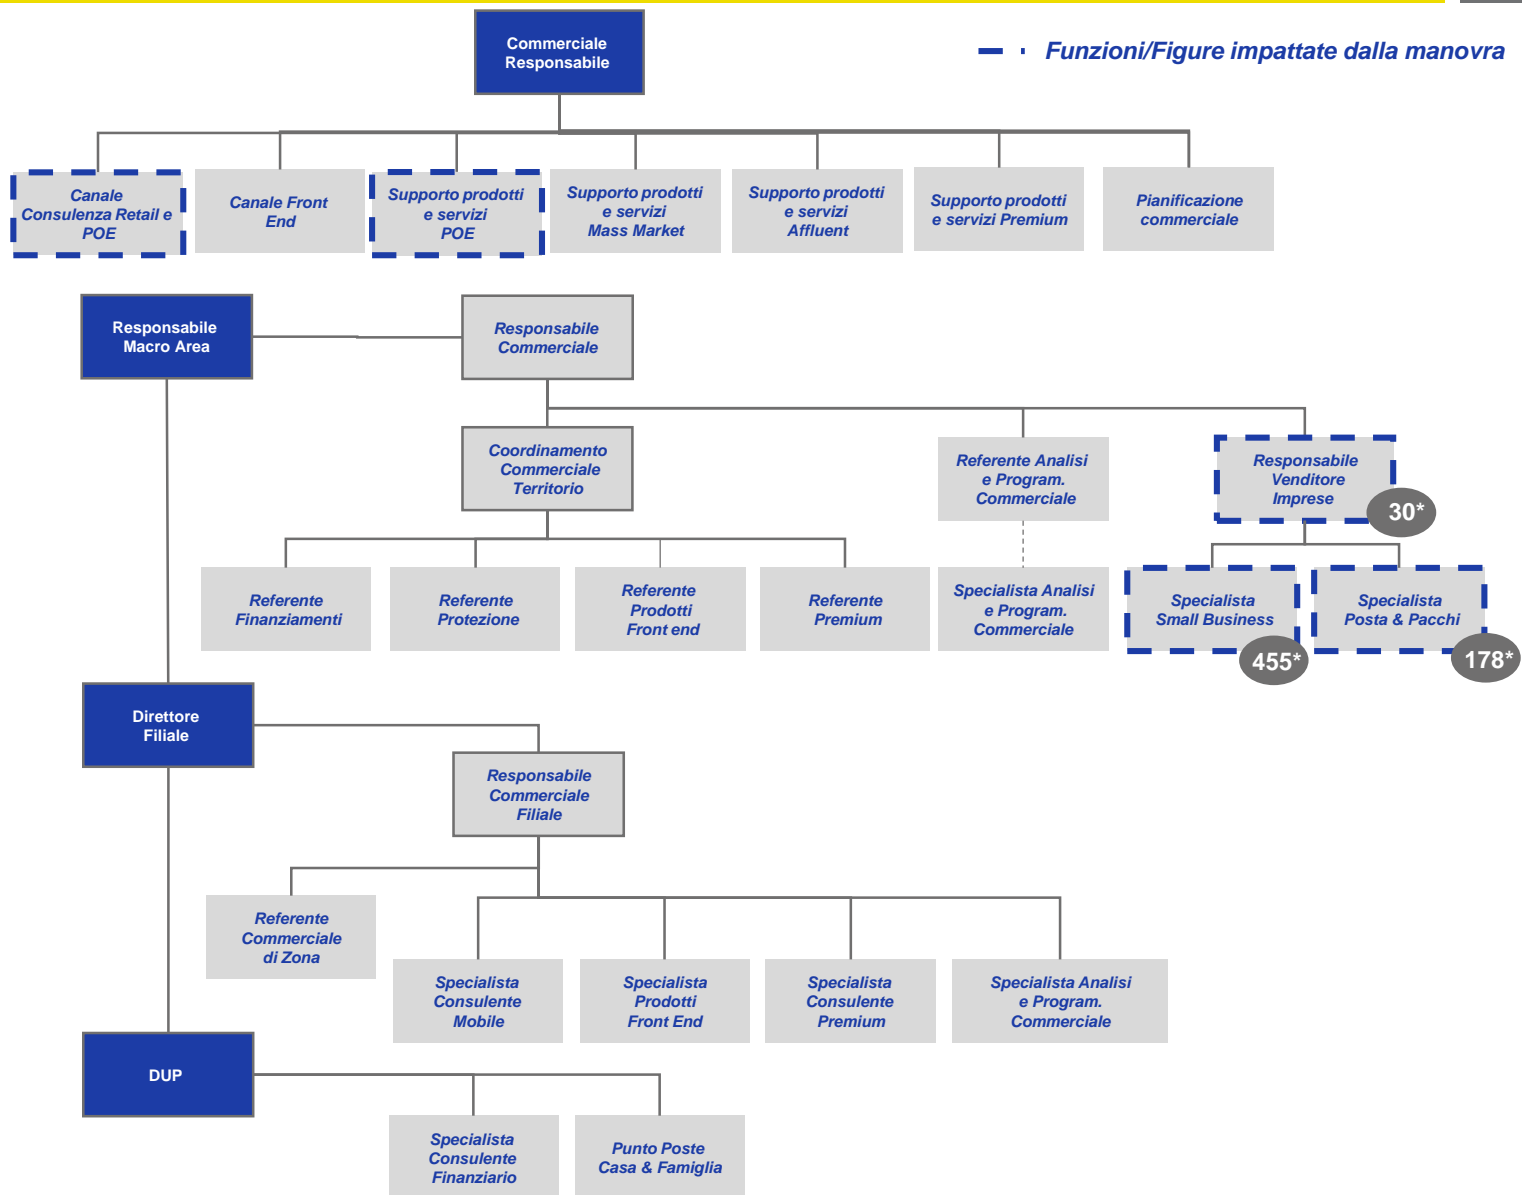 Commerciale
Responsabile
Funzioni/Figure impattate dalla manovra
Canale
Consulenza Retail e
POE
Canale Front
End
Supporto prodotti
e servizi
POE
Supporto prodotti
e servizi
Mass Market
Supporto prodotti
e servizi
Affluent
Supporto prodotti
e servizi Premium
Pianificazione
commerciale
Responsabile
Macro Area
Responsabile
Commerciale
Coordinamento
Commerciale
Territorio
Referente Analisi
e Program.
Commerciale
Responsabile
Venditore
Imprese
30*
Referente
Finanziamenti
Referente
Protezione
Referente
Prodotti
Front end
Referente
Premium
Specialista Analisi
e Program.
Commerciale
Specialista
Small Business
455*
Specialista
Posta & Pacchi
178*
Direttore
Filiale
Responsabile
Commerciale
Filiale
Referente
Commerciale
di Zona
Specialista
Consulente
Mobile
Specialista
Prodotti
Front End
Specialista
Consulente
Premium
Specialista Analisi
e Program.
Commerciale
DUP
Specialista
Consulente
Finanziario
Punto Poste
Casa & Famiglia